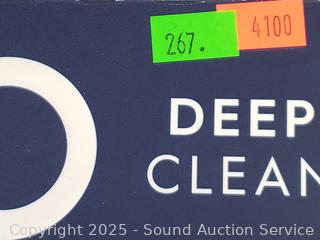 267.
4100
DEEP
CLEAN
Copyright 2025 - Sound Auction Service